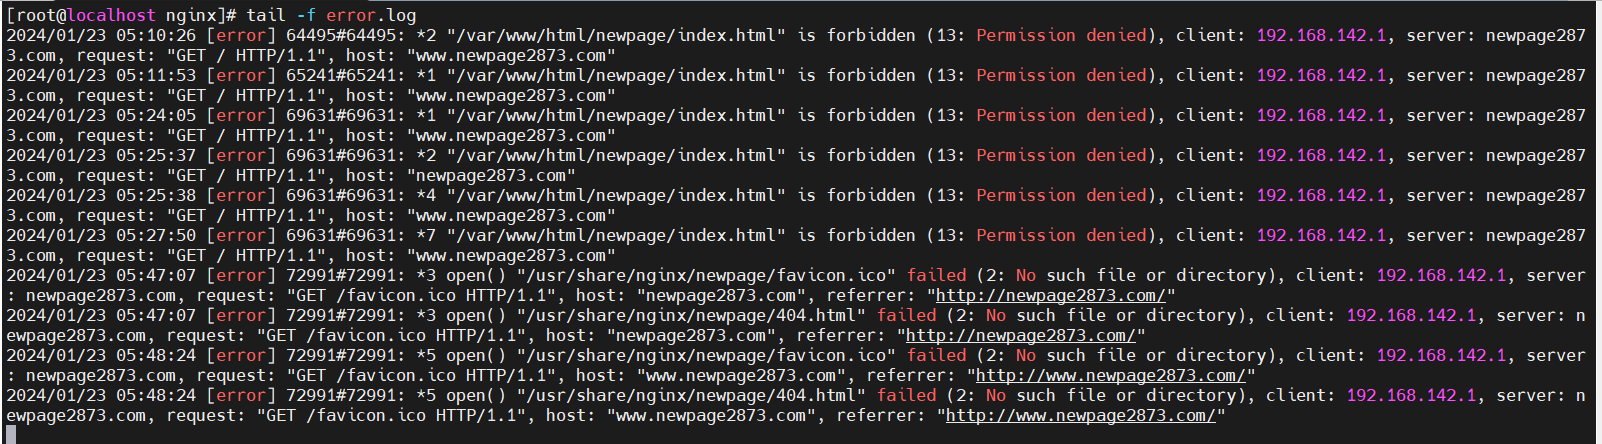 [root@localhost nginx]# tail -f error.log
2024/01/23 05:10:26 [error] 64495#64495: *2 "/var/www/html/newpage/index.html" is forbidden (13: Permission denied), client: 192.168.142.1, server: newpage287
3.com, request: "GET / HTTP/1.1", host: "www.newpage2873.com"
2024/01/23 05:11:53 [error] 65241#65241: *1 "/var/www/html/newpage/index.html" is forbidden (13: Permission denied), client: 192.168.142.1, server: newpage287
3.com, request: "GET / HTTP/1.1", host: "www.newpage2873.com"
2024/01/23 05:24:05 [error] 69631#69631: *1 "/var/www/html/newpage/index.html" is forbidden (13: Permission denied), client: 192.168.142.1, server: newpage287
3.com, request: "GET / HTTP/1.1", host: "www.newpage2873.com"
2024/01/23 05:25:37 [error] 69631#69631: *2 "/var/www/html/newpage/index.html" is forbidden (13: Permission denied), client: 192.168.142.1, server: newpage287
3.com, request: "GET / HTTP/1.1", host: "newpage2873.com"
2024/01/23 05:25:38 [error] 69631#69631: *4 "/var/www/html/newpage/index.html" is forbidden (13: Permission denied), client: 192.168.142.1, server: newpage287
3.com, request: "GET / HTTP/1.1", host: "www.newpage2873.com"
2024/01/23 05:27:50 [error] 69631#69631: *7 "/var/www/html/newpage/index.html" is forbidden (13: Permission denied), client: 192.168.142.1, server: newpage287
3.com, request: "GET / HTTP/1.1", host: "www.newpage2873.com"
2024/01/23 05:47:07 [error] 72991#72991: *3 open() "/usr/share/nginx/newpage/favicon.ico" failed (2: No such file or directory), client: 192.168.142.1, server
: newpage2873.com, request: "GET /favicon.ico HTTP/1.1", host: "newpage2873.com", referrer: "http://newpage2873.com/"
2024/01/23 05:47:07 [error] 72991#72991: *3 open() "/usr/share/nginx/newpage/404.html" failed (2: No such file or directory), client: 192.168.142.1, server: n
ewpage2873.com, request: "GET /favicon.ico HTTP/1.1", host: "newpage2873.com", referrer: "http://newpage2873.com/"
2024/01/23 05:48:24 [error] 72991#72991: *5 open() "/usr/share/nginx/newpage/favicon.ico" failed (2: No such file or directory), client: 192.168.142.1, server
: newpage2873.com, request: "GET /favicon.ico HTTP/1.1", host: "www.newpage2873.com", referrer: "http://www.newpage2873.com/"
2024/01/23 05:48:24 [error] 72991#72991: *5 open() "/usr/share/nginx/newpage/404.html" failed (2: No such file or directory), client: 192.168.142.1, server: n
ewpage2873.com, request: "GET /favicon.ico HTTP/1.1", host: "www.newpage2873.com", referrer: "http://www.newpage2873.com/"